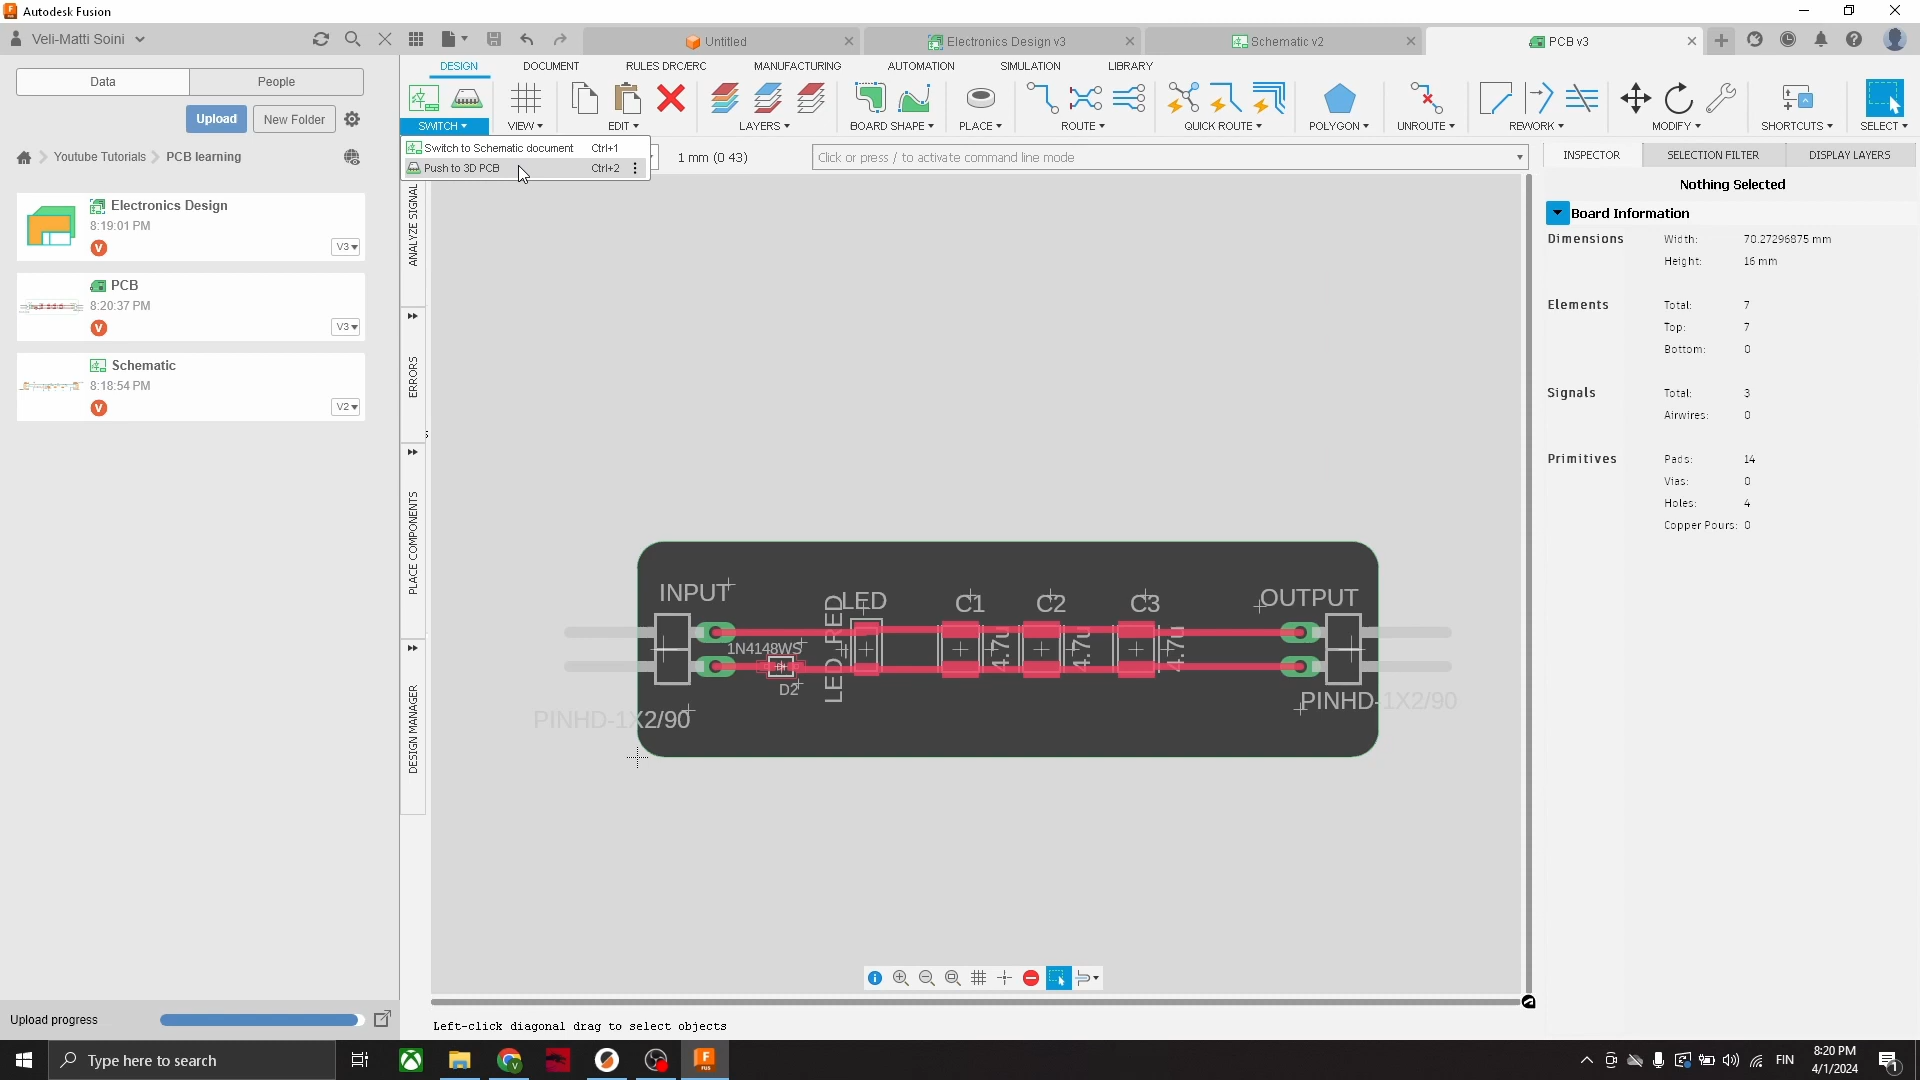 Autodesk Fusion
Veli-Matti Soini
Untitled
Electronics Design v3
Schematic v2
PCB v3
Data
People
Upload
New Folder
Youtube Tutorials
PCB learning
Electronics Design
8:19:01 PM
V
V3
PCB
8:20:37 PM
V
V3
Schematic
8:18:54 PM
V
V2
Upload progress
DESIGN
DOCUMENT
RULES DRC/ERC
MANUFACTURING
AUTOMATION
SIMULATION
LIBRARY
SWITCH
VIEW
EDIT
LAYERS
BOARD SHAPE
PLACE
ROUTE
QUICK ROUTE
POLYGON
UNROUTE
REWORK
MODIFY
SHORTCUTS
SELECT
Switch to Schematic document Ctrl+1
Push to 3D PCB Ctrl+2
1 mm (0 43)
Click or press / to activate command line mode
ANALYZE SIGNAL
ERRORS
PLACE COMPONENTS
DESIGN MANAGER
INPUT
LED
C1
C2
C3
OUTPUT
1N4148WS
LED_RED
4.7u
4.7u
4.7u
D2
PINHD-1X2/90
PINHD-1X2/90
Left-click diagonal drag to select objects
INSPECTOR
SELECTION FILTER
DISPLAY LAYERS
Nothing Selected
Board Information
Dimensions
Width: 70.27296875 mm
Height: 16 mm
Elements
Total: 7
Top: 7
Bottom: 0
Signals
Total: 3
Airwires: 0
Primitives
Pads: 14
Vias: 0
Holes: 4
Copper Pours: 0
Type here to search
FIN
8:20 PM
4/1/2024
1